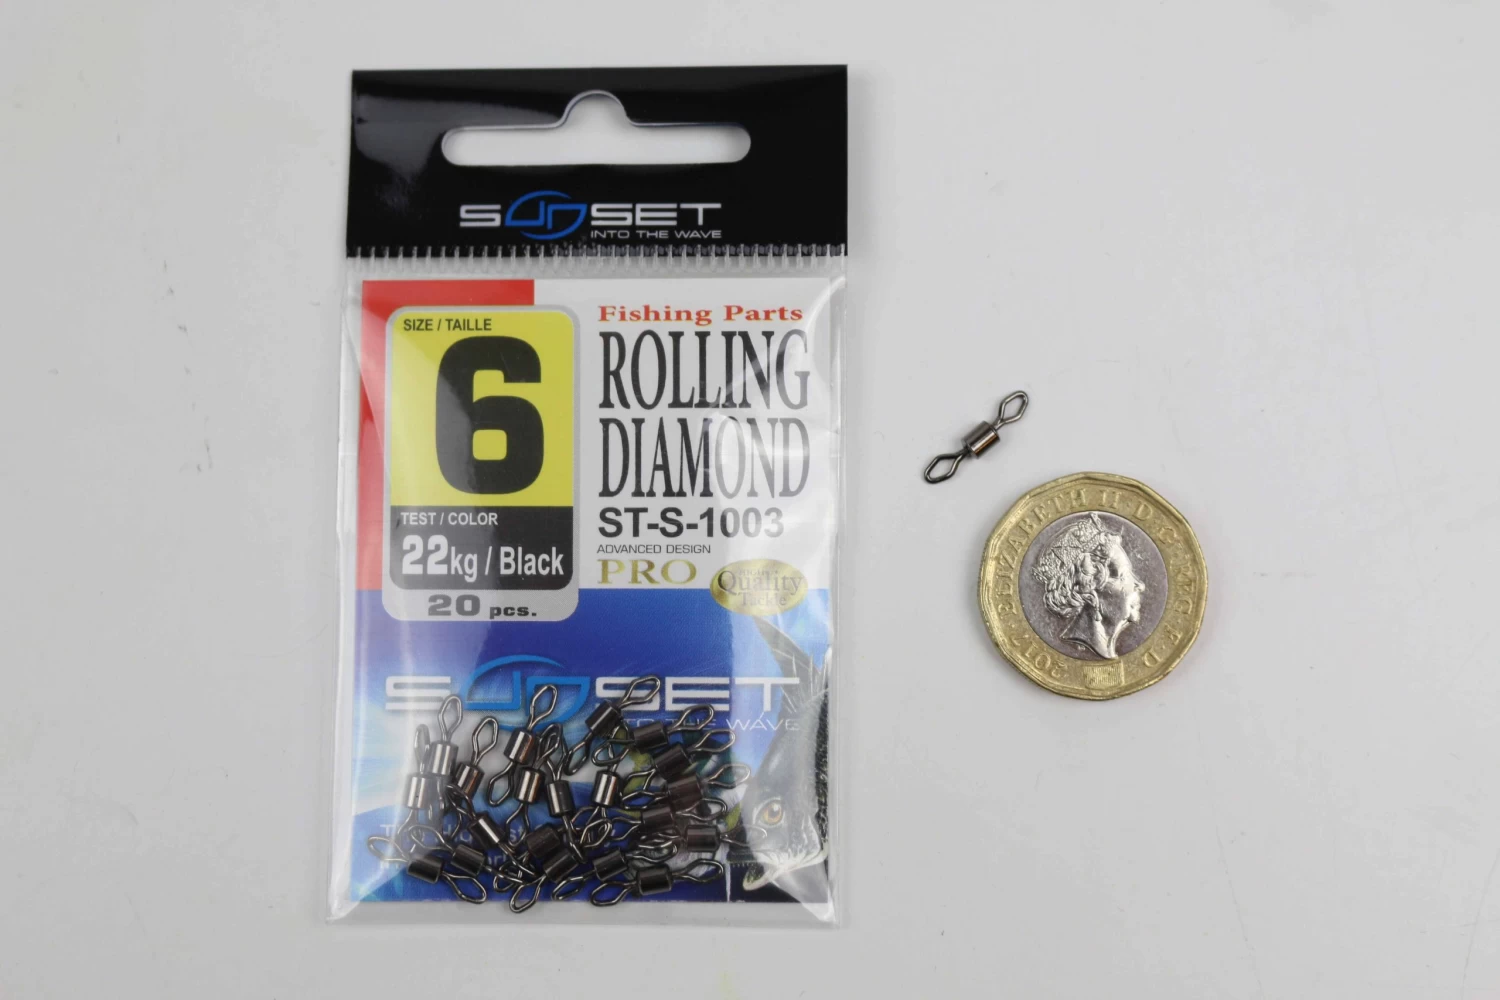 SUNSET
INTO THE WAVE
SIZE / TAILLE
6
TEST / COLOR
22kg / Black
20 pcs.
Fishing Parts
ROLLING
DIAMOND
ST-S-1003
ADVANCED DESIGN
PRO
Quality
Tackle
SUNSET
INTO THE WAVE
ELIZABETH II·D·G·REG·F·D·2017